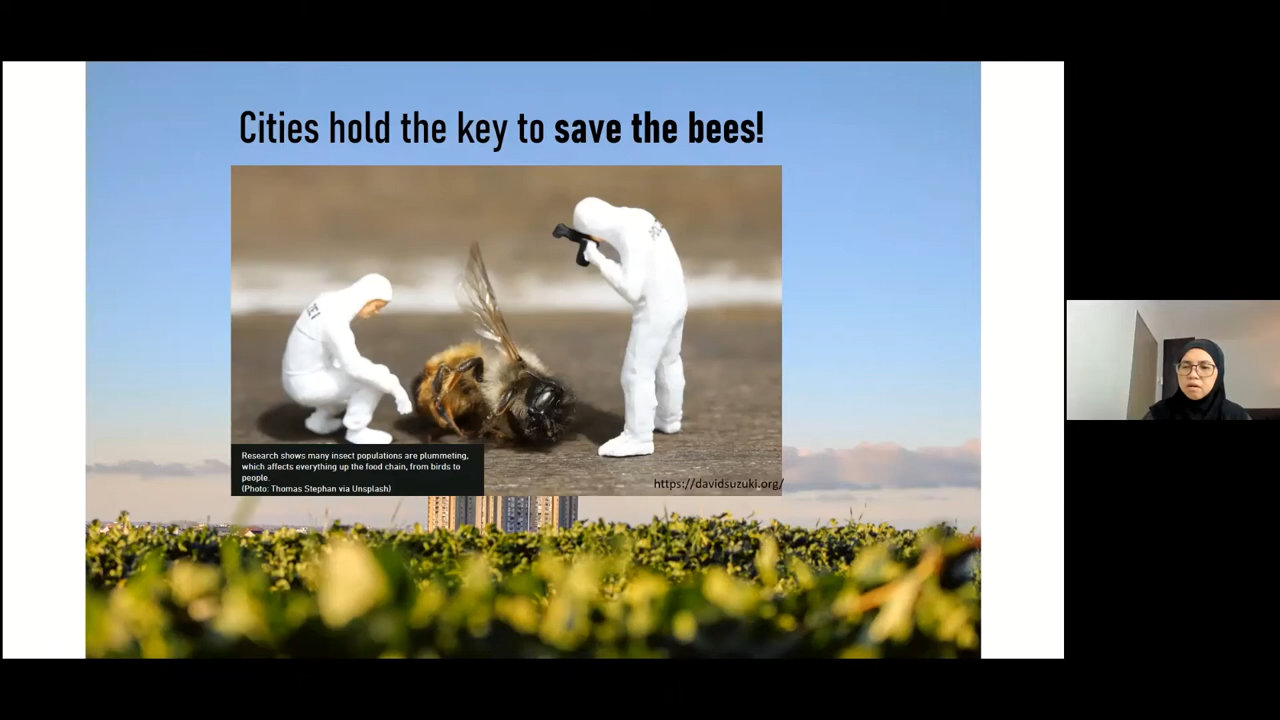 Cities hold the key to save the bees!
Research shows many insect populations are plummeting,
which affects everything up the food chain, from birds to
people.
(Photo: Thomas Stephan via Unsplash)
https://davidsuzuki.org/